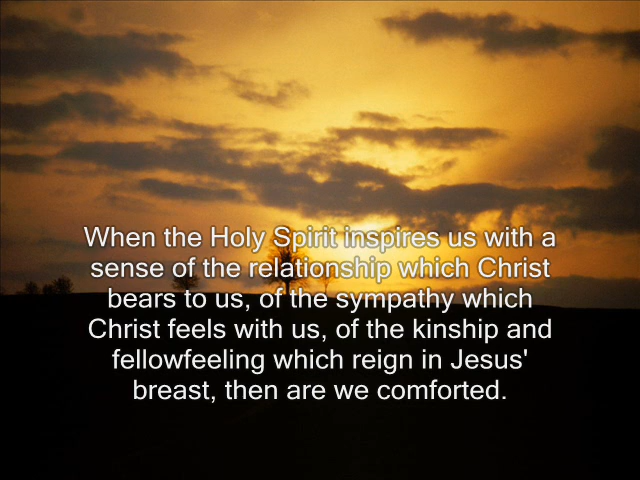 When the Holy Spirit inspires us with a
sense of the relationship which Christ
bears to us, of the sympathy which
Christ feels with us, of the kinship and
fellowfeeling which reign in Jesus'
breast, then are we comforted.